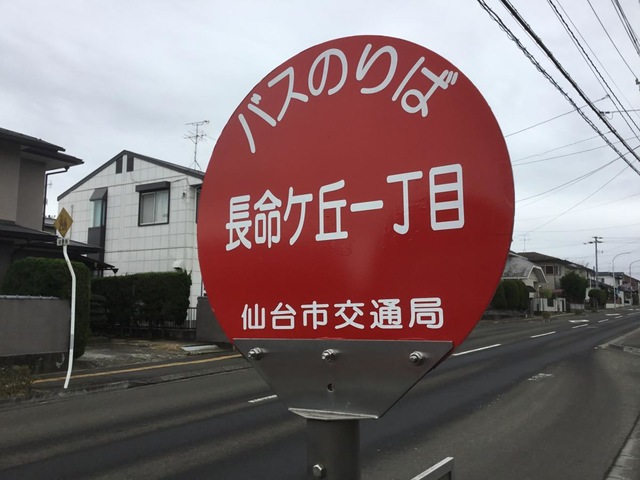 バスのりば
長命ケ丘一丁目
仙台市交通局